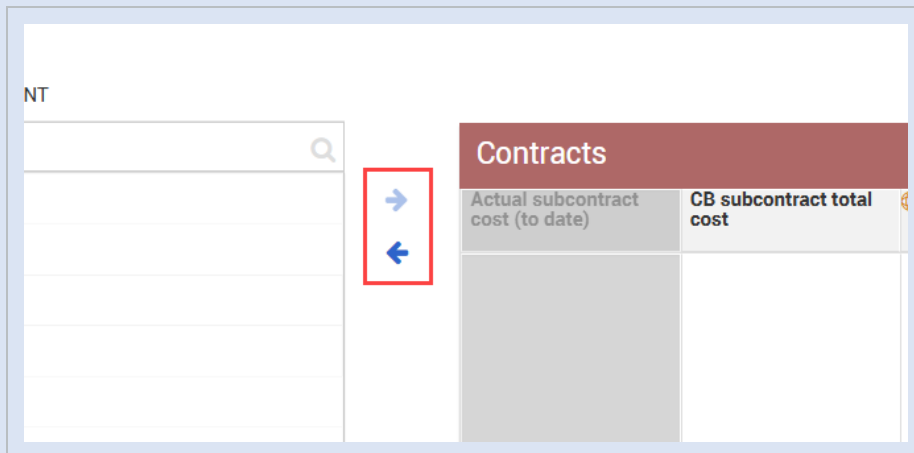 NT
Contracts
Actual subcontract
cost (to date)
CB subcontract total
cost